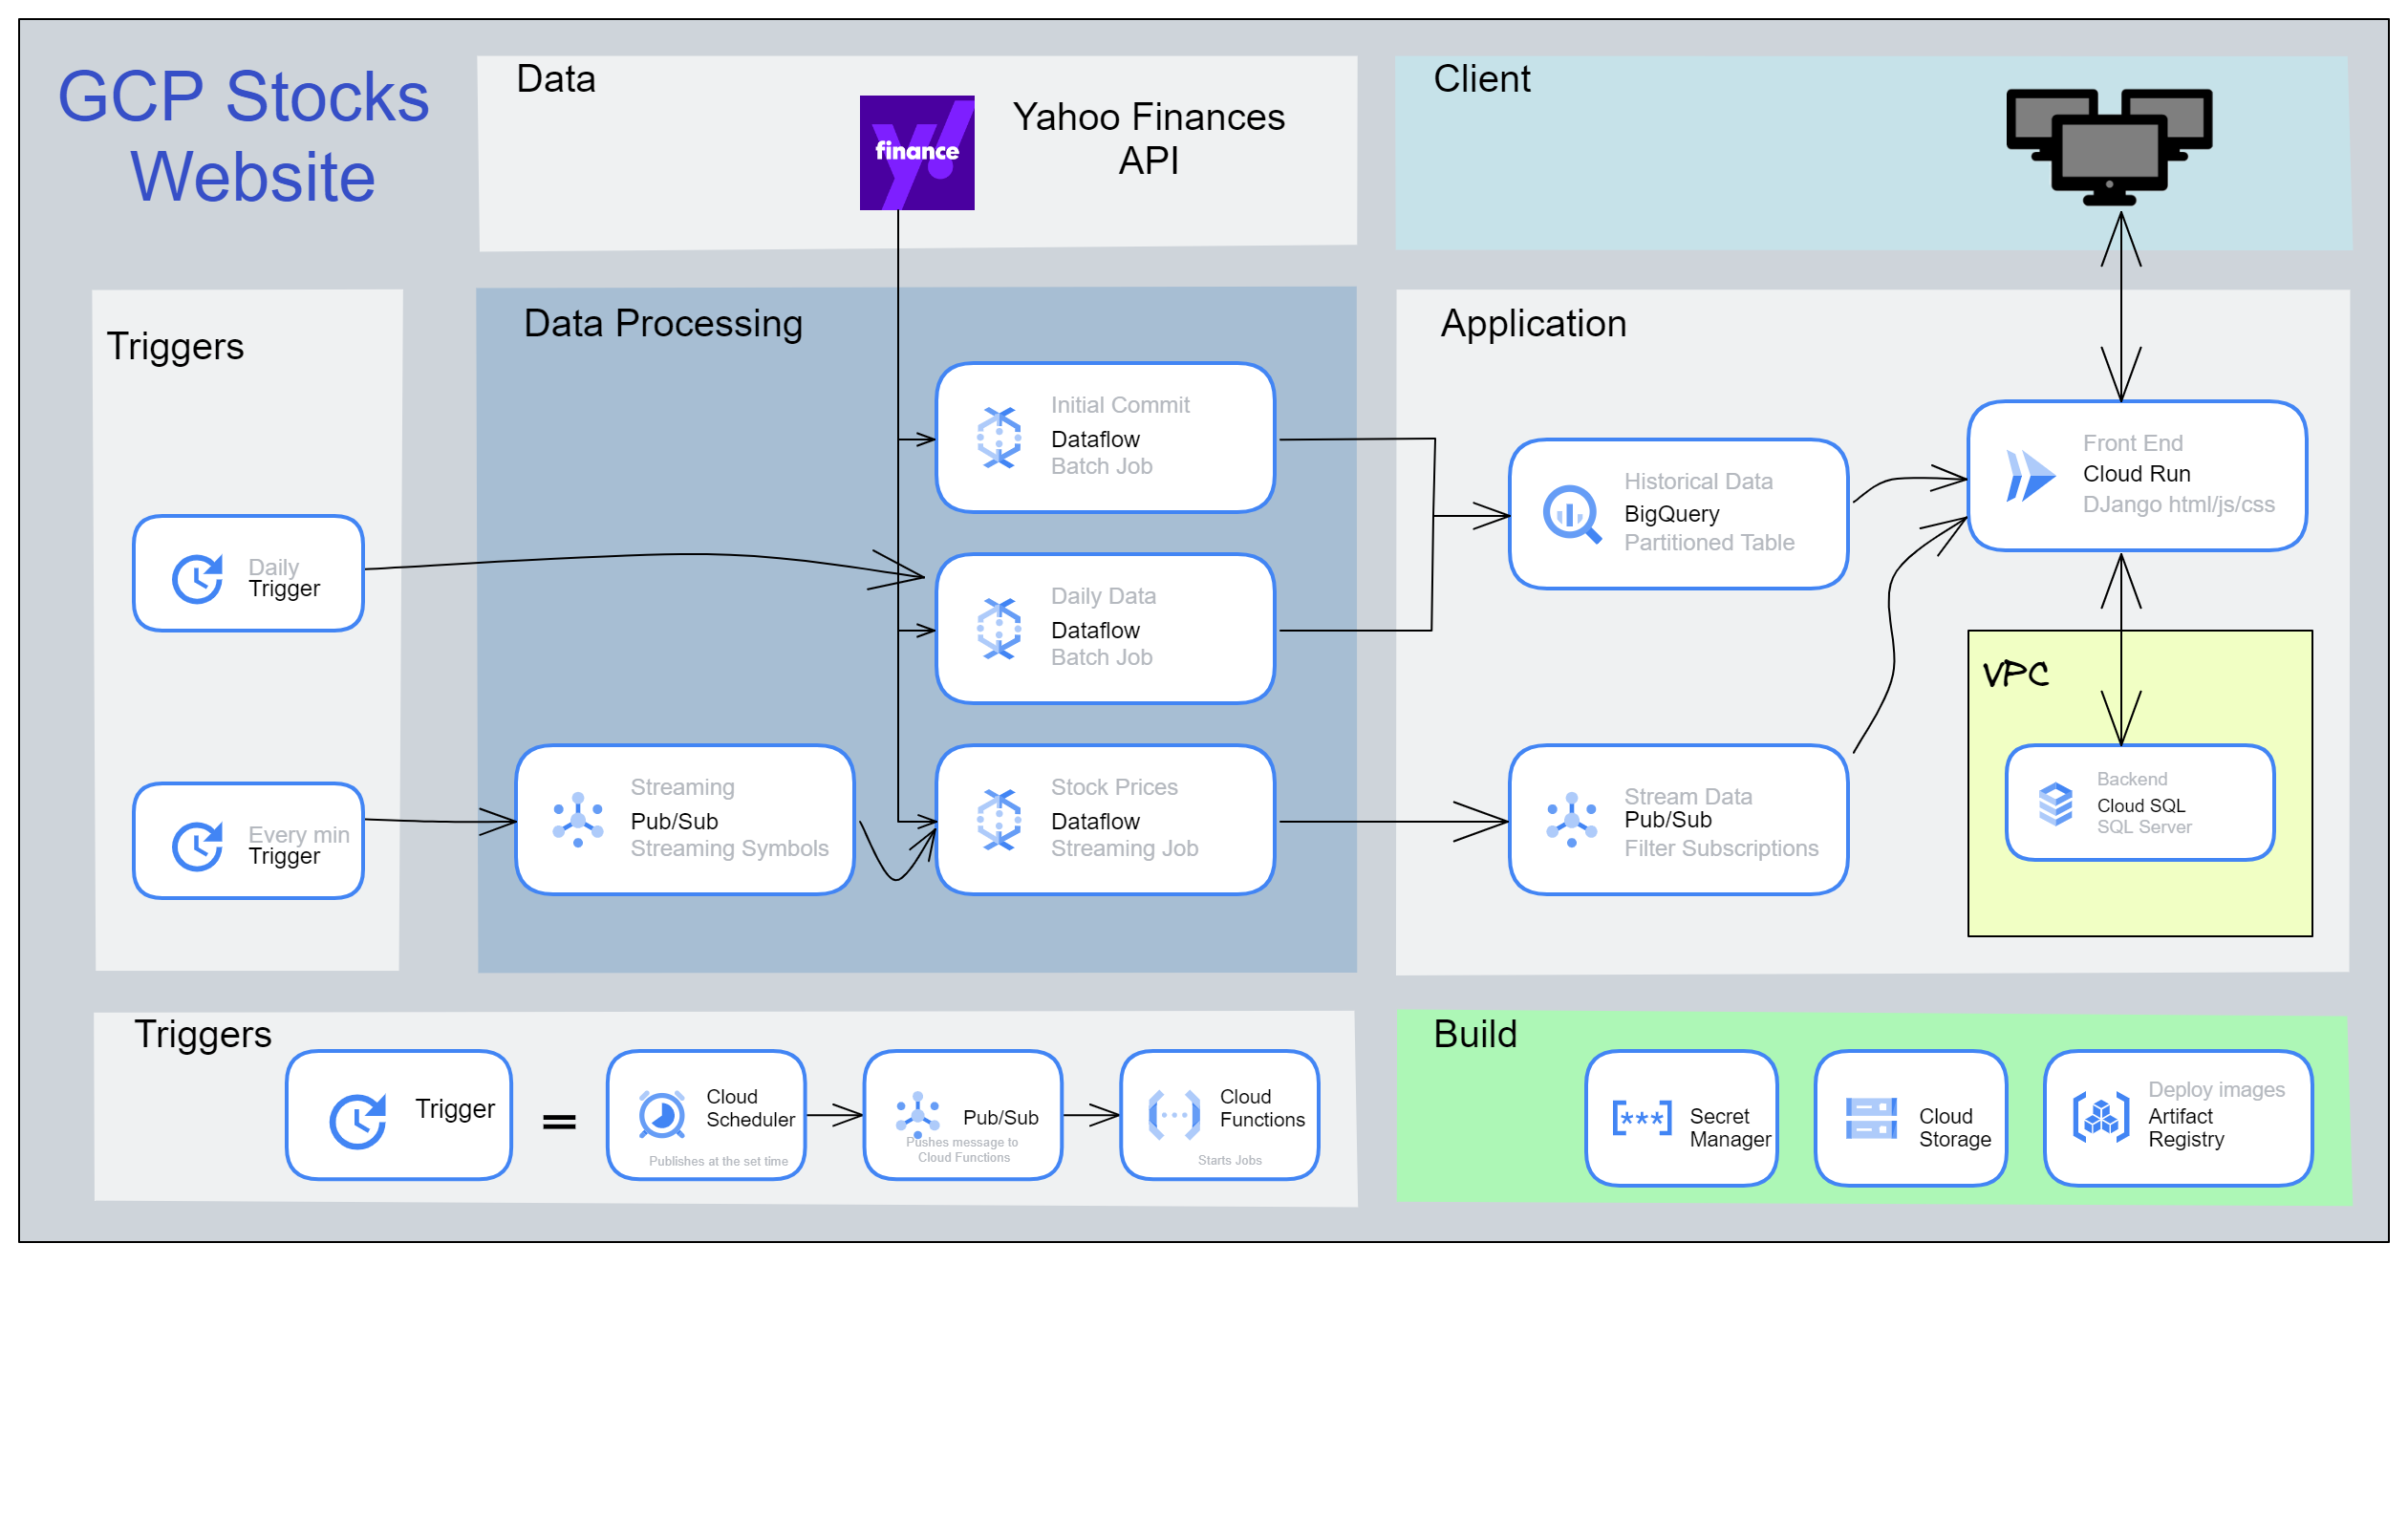 GCP Stocks
Website
Data
finance
Yahoo Finances
API
Client
Triggers
Daily
Trigger
Every min
Trigger
Data Processing
Initial Commit
Dataflow
Batch Job
Daily Data
Dataflow
Batch Job
Streaming
Pub/Sub
Streaming Symbols
Stock Prices
Dataflow
Streaming Job
Application
Historical Data
BigQuery
Partitioned Table
Stream Data
Pub/Sub
Filter Subscriptions
Front End
Cloud Run
DJango html/js/css
VPC
Backend
Cloud SQL
SQL Server
Triggers
Trigger
=
Cloud
Scheduler
Publishes at the set time
Pub/Sub
Pushes message to
Cloud Functions
Cloud
Functions
Starts Jobs
Build
Secret
Manager
Cloud
Storage
Deploy images
Artifact
Registry